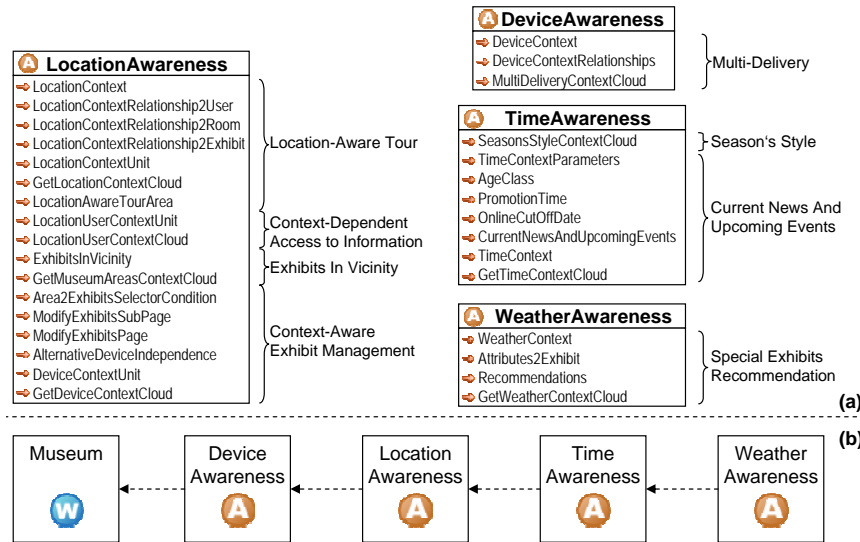 A LocationAwareness
LocationContext
LocationContextRelationship2User
LocationContextRelationship2Room
LocationContextRelationship2Exhibit
LocationContextUnit
GetLocationContextCloud
LocationAwareTourArea
LocationUserContextUnit
LocationUserContextCloud
ExhibitsInVicinity
GetMuseumAreasContextCloud
Area2ExhibitsSelectorCondition
ModifyExhibitsSubPage
ModifyExhibitsPage
AlternativeDeviceIndependence
DeviceContextUnit
GetDeviceContextCloud
Location-Aware Tour
Context-Dependent
Access to Information
Exhibits In Vicinity
Context-Aware
Exhibit Management
A DeviceAwareness
DeviceContext
DeviceContextRelationships
MultiDeliveryContextCloud
Multi-Delivery
A TimeAwareness
SeasonsStyleContextCloud
TimeContextParameters
AgeClass
PromotionTime
OnlineCutOffDate
CurrentNewsAndUpcomingEvents
TimeContext
GetTimeContextCloud
Season's Style
Current News And
Upcoming Events
A WeatherAwareness
WeatherContext
Attributes2Exhibit
Recommendations
GetWeatherContextCloud
Special Exhibits
Recommendation
(a)
(b)
Museum
W
Device
Awareness
A
Location
Awareness
A
Time
Awareness
A
Weather
Awareness
A